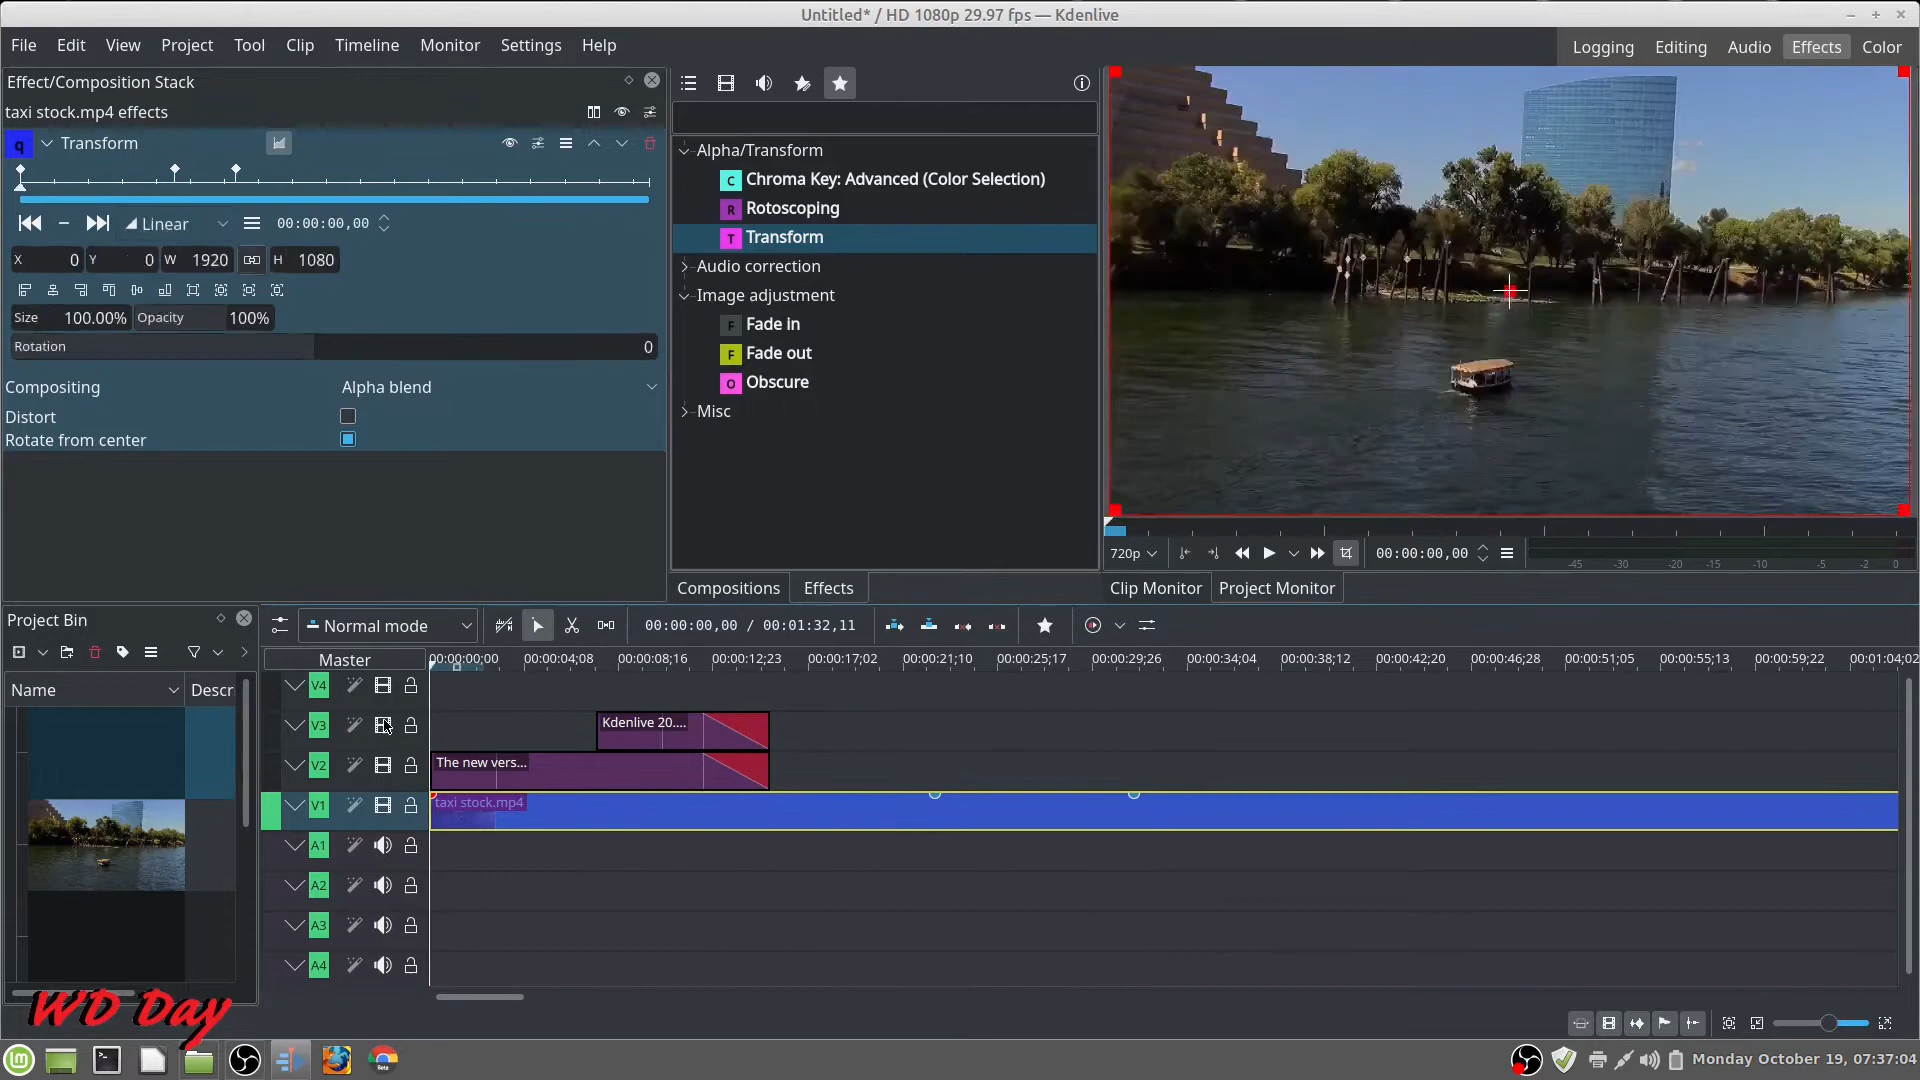 Untitled* / HD 1080p 29.97 fps — Kdenlive
File Edit View Project Tool Clip Timeline Monitor Settings Help
Logging Editing Audio Effects Color
Effect/Composition Stack
taxi stock.mp4 effects
q Transform
Linear 00:00:00,00
X 0 Y 0 W 1920 H 1080
Size 100.00% Opacity 100%
Rotation 0
Compositing Alpha blend
Distort
Rotate from center
Alpha/Transform
C Chroma Key: Advanced (Color Selection)
R Rotoscoping
T Transform
Audio correction
Image adjustment
F Fade in
F Fade out
O Obscure
Misc
Compositions Effects
720p 00:00:00,00
-45 -30 -20 -15 -10 -5 -2 0
Clip Monitor Project Monitor
Project Bin
Name Descr
Normal mode 00:00:00,00 / 00:01:32,11
Master 00:00:00;00 00:00:04;08 00:00:08;16 00:00:12;23 00:00:17;02 00:00:21;10 00:00:25;17 00:00:29;26 00:00:34;04 00:00:38;12 00:00:42;20 00:00:46;28 00:00:51;05 00:00:55;13 00:00:59;22 00:01:04;02
V4
V3 Kdenlive 20....
V2 The new vers...
V1 taxi stock.mp4
A1
A2
A3
A4
WD Day
Beta
Monday October 19, 07:37:04